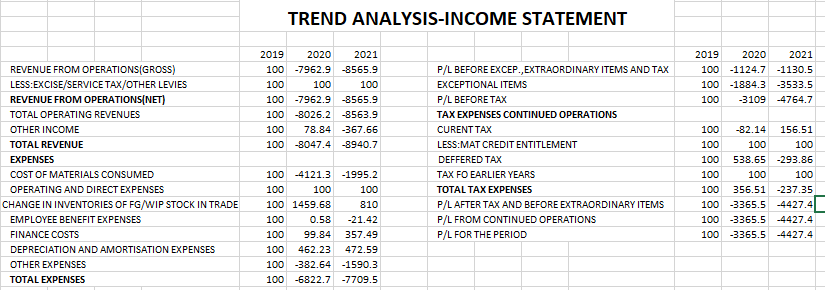 TREND ANALYSIS-INCOME STATEMENT
2019 2020 2021
REVENUE FROM OPERATIONS(GROSS) 100 -7962.9 -8565.9
LESS:EXCISE/SERVICE TAX/OTHER LEVIES 100 100 100
REVENUE FROM OPERATIONS(NET) 100 -7962.9 -8565.9
TOTAL OPERATING REVENUES 100 -8026.2 -8563.9
OTHER INCOME 100 78.84 -367.66
TOTAL REVENUE 100 -8047.4 -8940.7
EXPENSES
COST OF MATERIALS CONSUMED 100 -4121.3 -1995.2
OPERATING AND DIRECT EXPENSES 100 100 100
CHANGE IN INVENTORIES OF FG/WIP STOCK IN TRADE 100 1459.68 810
EMPLOYEE BENEFIT EXPENSES 100 0.58 -21.42
FINANCE COSTS 100 99.84 357.49
DEPRECIATION AND AMORTISATION EXPENSES 100 462.23 472.59
OTHER EXPENSES 100 -382.64 -1590.3
TOTAL EXPENSES 100 -6822.7 -7709.5
2019 2020 2021
P/L BEFORE EXCEP.,EXTRAORDINARY ITEMS AND TAX 100 -1124.7 -1130.5
EXCEPTIONAL ITEMS 100 -1884.3 -3533.5
P/L BEFORE TAX 100 -3109 -4764.7
TAX EXPENSES CONTINUED OPERATIONS
CURENT TAX 100 -82.14 156.51
LESS:MAT CREDIT ENTITLEMENT 100 100 100
DEFFERED TAX 100 538.65 -293.86
TAX FO EARLIER YEARS 100 100 100
TOTAL TAX EXPENSES 100 356.51 -237.35
P/L AFTER TAX AND BEFORE EXTRAORDINARY ITEMS 100 -3365.5 -4427.4
P/L FROM CONTINUED OPERATIONS 100 -3365.5 -4427.4
P/L FOR THE PERIOD 100 -3365.5 -4427.4